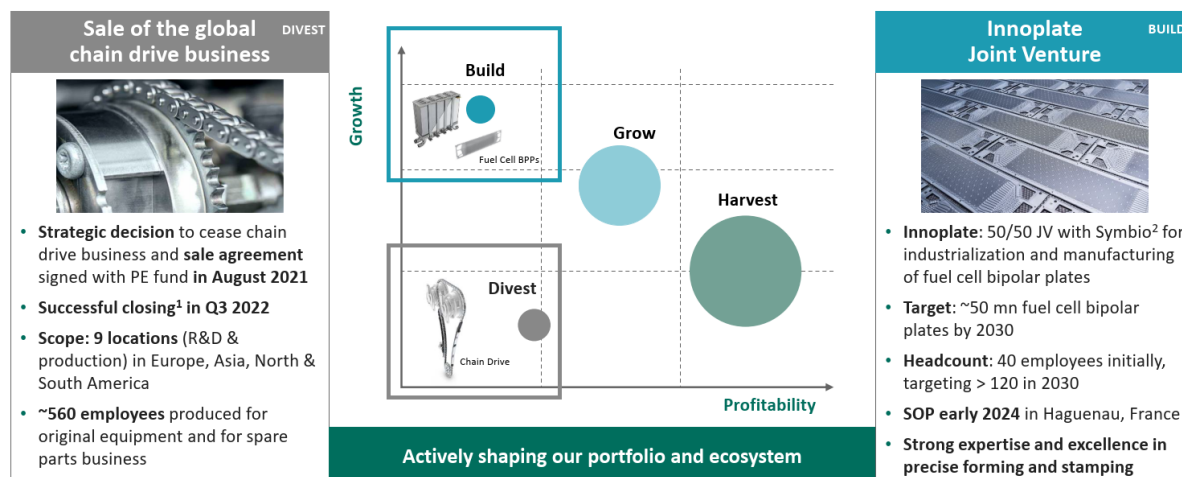 Sale of the global
chain drive business
DIVEST
• Strategic decision to cease chain
drive business and sale agreement
signed with PE fund in August 2021
• Successful closing¹ in Q3 2022
• Scope: 9 locations (R&D &
production) in Europe, Asia, North &
South America
• ~560 employees produced for
original equipment and for spare
parts business
Growth
Build
Fuel Cell BPPs
Grow
Harvest
Divest
Chain Drive
Profitability
Actively shaping our portfolio and ecosystem
Innoplate
Joint Venture
BUILD
• Innoplate: 50/50 JV with Symbio² for
industrialization and manufacturing
of fuel cell bipolar plates
• Target: ~50 mn fuel cell bipolar
plates by 2030
• Headcount: 40 employees initially,
targeting > 120 in 2030
• SOP early 2024 in Haguenau, France
• Strong expertise and excellence in
precise forming and stamping